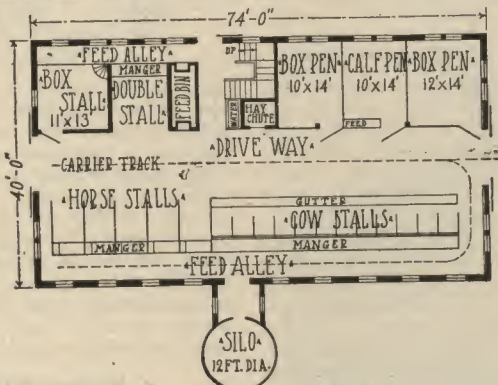 74'-0"
FEED ALLEY
BOX STALL
11'x13'
MANGER
DOUBLE STALL
FEED BIN
UP
WATER
HAY CHUTE
BOX PEN
10'x14'
CALF PEN
10'x14'
BOX PEN
12'x14'
FEED
40'-0"
DRIVE WAY
CARRIER TRACK
HORSE STALLS
GUTTER
COW STALLS
MANGER
MANGER
FEED ALLEY
SILO
12 FT. DIA.